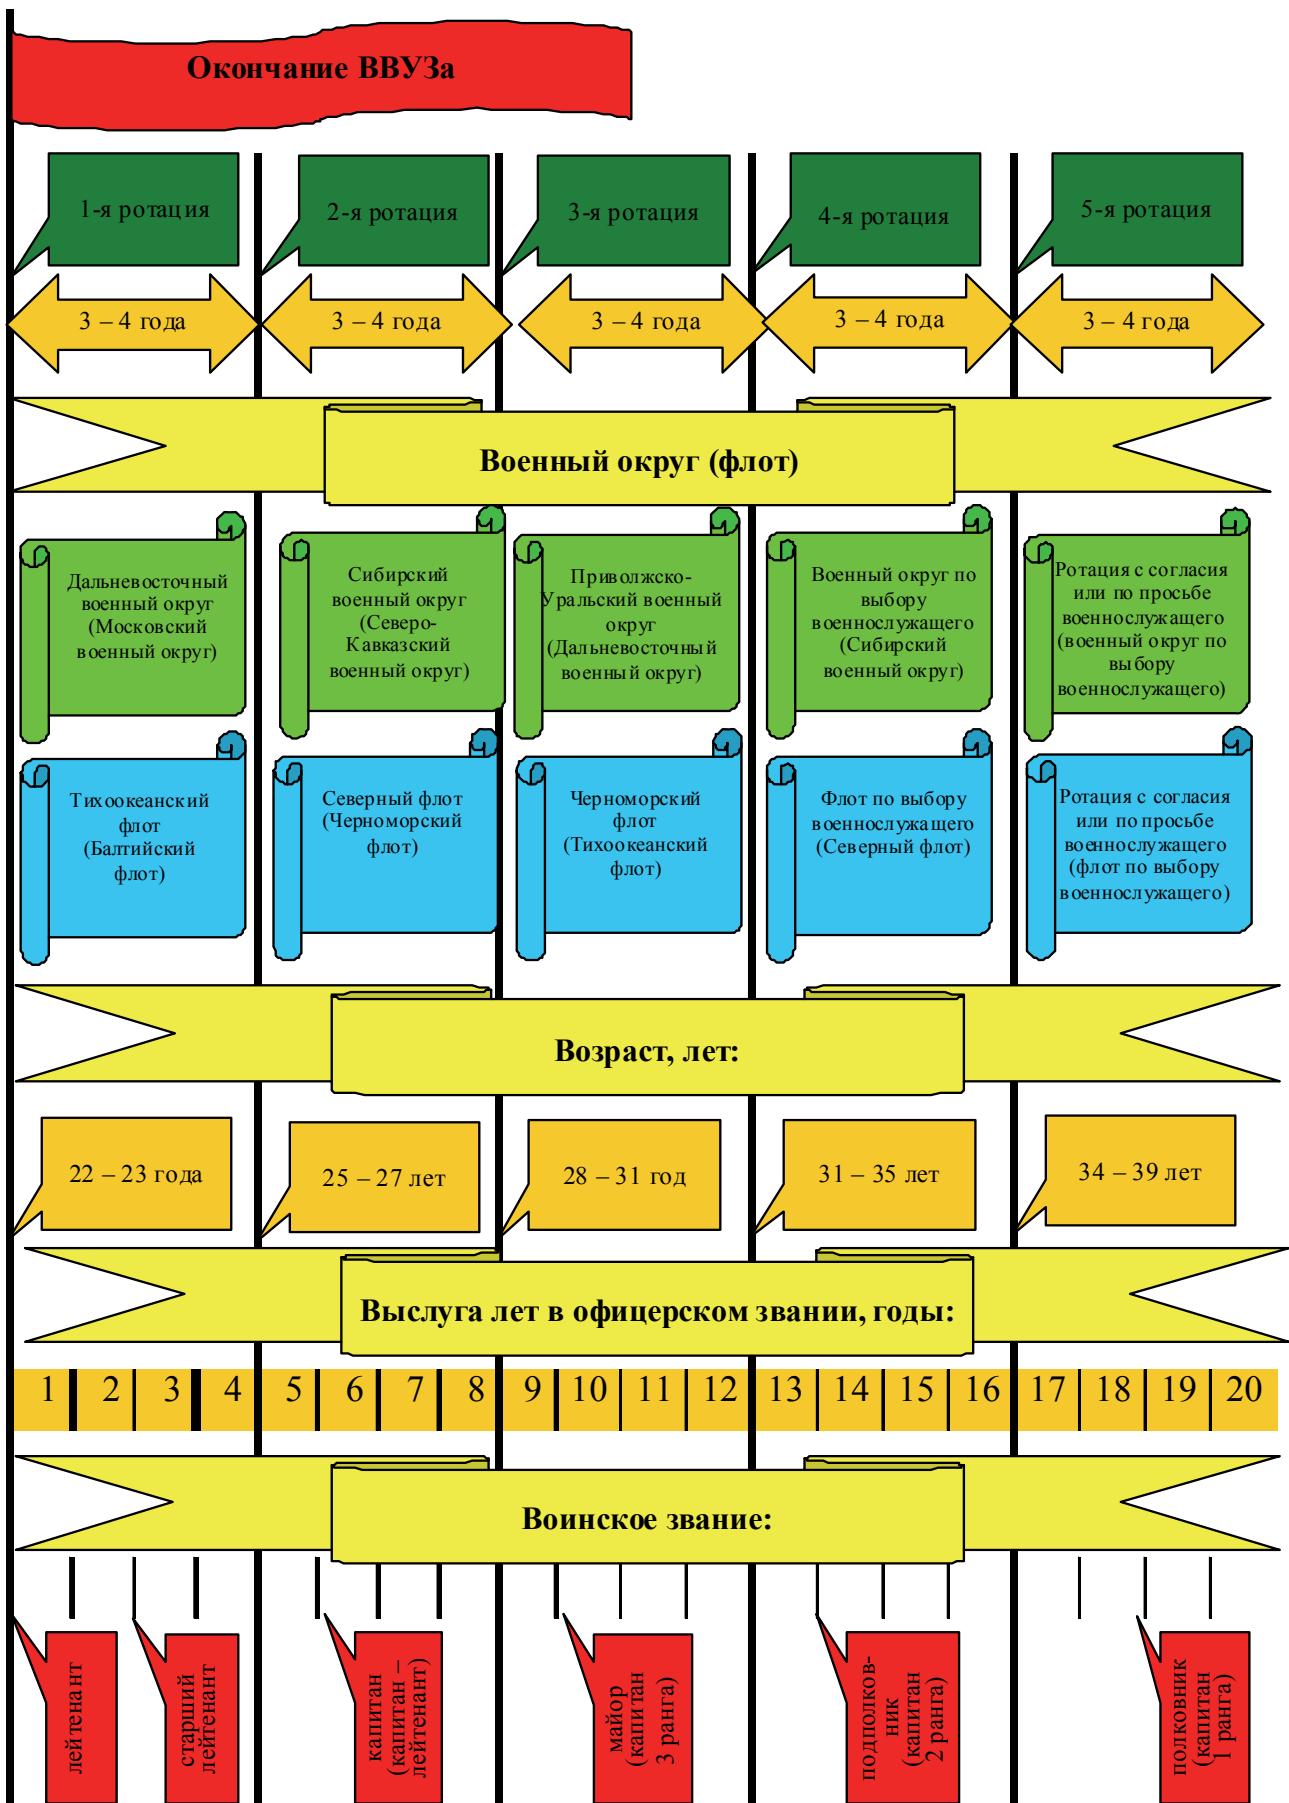 Окончание ВВУЗа
1-я ротация
2-я ротация
3-я ротация
4-я ротация
5-я ротация
3 – 4 года
3 – 4 года
3 – 4 года
3 – 4 года
3 – 4 года
Военный округ (флот)
Дальневосточный
военный округ
(Московский
военный округ)
Сибирский
военный округ
(Северо-
Кавказский
военный округ)
Приволжско-
Уральский военный
округ
(Дальневосточный
военный округ)
Военный округ по
выбору
военнослужащего
(Сибирский
военный округ)
Ротация с согласия
или по просьбе
военнослужащего
(военный округ по
выбору
военнослужащего)
Тихоокеанский
флот
(Балтийский
флот)
Северный флот
(Черноморский
флот)
Черноморский
флот
(Тихоокеанский
флот)
Флот по выбору
военнослужащего
(Северный флот)
Ротация с согласия
или по просьбе
военнослужащего
(флот по выбору
военнослужащего)
Возраст, лет:
22 – 23 года
25 – 27 лет
28 – 31 год
31 – 35 лет
34 – 39 лет
Выслуга лет в офицерском звании, годы:
1 2 3 4 5 6 7 8 9 10 11 12 13 14 15 16 17 18 19 20
Воинское звание:
лейтенант
старший
лейтенант
капитан
(капитан –
лейтенант)
майор
(капитан
3 ранга)
подполков-
ник
(капитан
2 ранга)
полковник
(капитан
1 ранга)